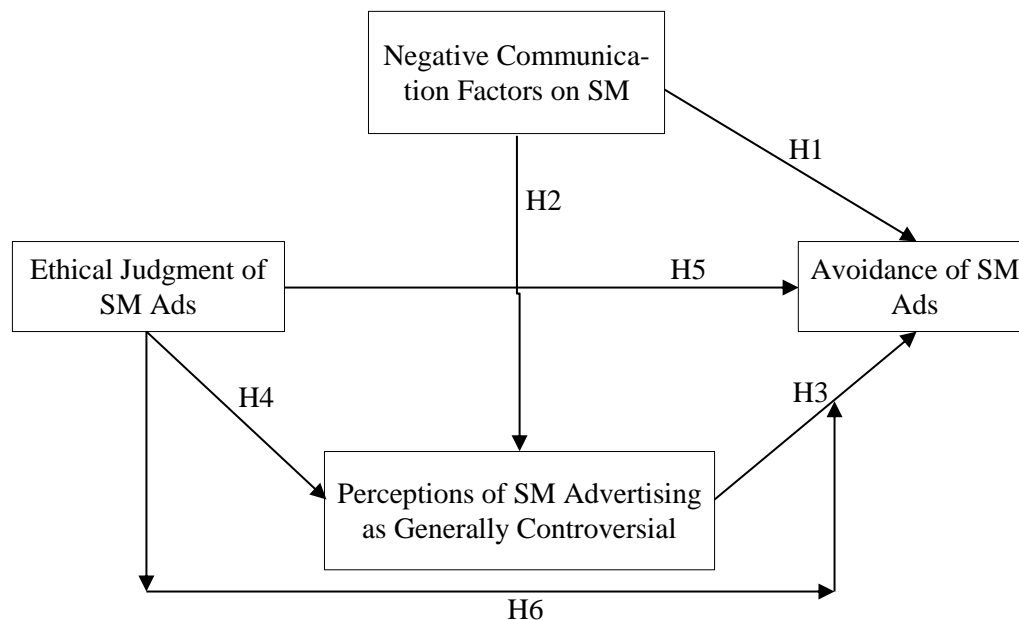 Negative Communica-
tion Factors on SM
H1
H2
Ethical Judgment of
SM Ads
H5
Avoidance of SM
Ads
H4
H3
Perceptions of SM Advertising
as Generally Controversial
H6